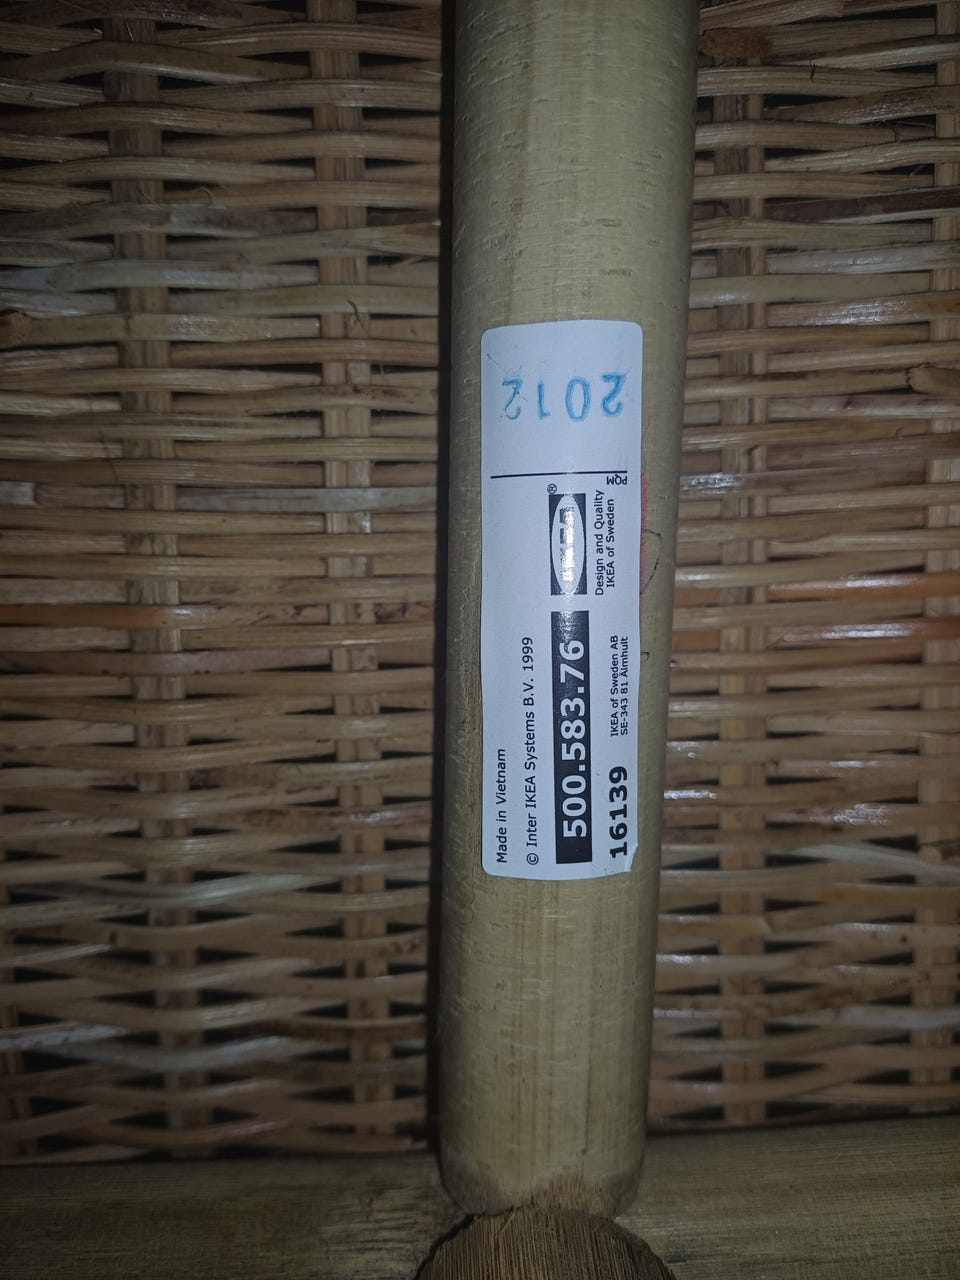 Made in Vietnam
© Inter IKEA Systems B.V. 1999
500.583.76
IKEA®
Design and Quality
IKEA of Sweden
16139
IKEA of Sweden AB
SE-343 81 Älmhult
2012